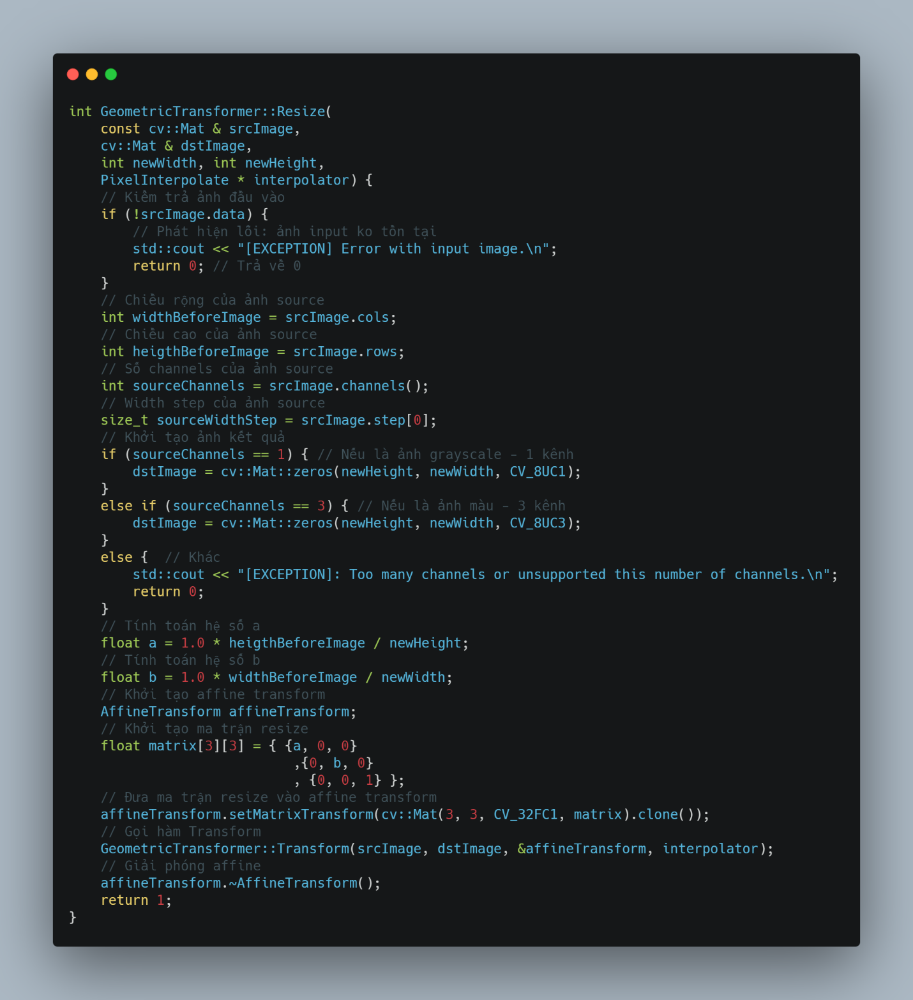 int GeometricTransformer::Resize(
    const cv::Mat & srcImage,
    cv::Mat & dstImage,
    int newWidth, int newHeight,
    PixelInterpolate * interpolator) {
    // Kiểm trả ảnh đầu vào
    if (!srcImage.data) {
        // Phát hiện lỗi: ảnh input ko tồn tại
        std::cout << "[EXCEPTION] Error with input image.\n";
        return 0; // Trả về 0
    }
    // Chiều rộng của ảnh source
    int widthBeforeImage = srcImage.cols;
    // Chiều cao của ảnh source
    int heigthBeforeImage = srcImage.rows;
    // Số channels của ảnh source
    int sourceChannels = srcImage.channels();
    // Width step của ảnh source
    size_t sourceWidthStep = srcImage.step[0];
    // Khởi tạo ảnh kết quả
    if (sourceChannels == 1) { // Nếu là ảnh grayscale - 1 kênh
        dstImage = cv::Mat::zeros(newHeight, newWidth, CV_8UC1);
    }
    else if (sourceChannels == 3) { // Nếu là ảnh màu - 3 kênh
        dstImage = cv::Mat::zeros(newHeight, newWidth, CV_8UC3);
    }
    else {  // Khác
        std::cout << "[EXCEPTION]: Too many channels or unsupported this number of channels.\n";
        return 0;
    }
    // Tính toán hệ số a
    float a = 1.0 * heigthBeforeImage / newHeight;
    // Tính toán hệ số b
    float b = 1.0 * widthBeforeImage / newWidth;
    // Khởi tạo affine transform
    AffineTransform affineTransform;
    // Khởi tạo ma trận resize
    float matrix[3][3] = { {a, 0, 0}
                            ,{0, b, 0}
                            , {0, 0, 1} };
    // Đưa ma trận resize vào affine transform
    affineTransform.setMatrixTransform(cv::Mat(3, 3, CV_32FC1, matrix).clone());
    // Gọi hàm Transform
    GeometricTransformer::Transform(srcImage, dstImage, &affineTransform, interpolator);
    // Giải phóng affine
    affineTransform.~AffineTransform();
    return 1;
}